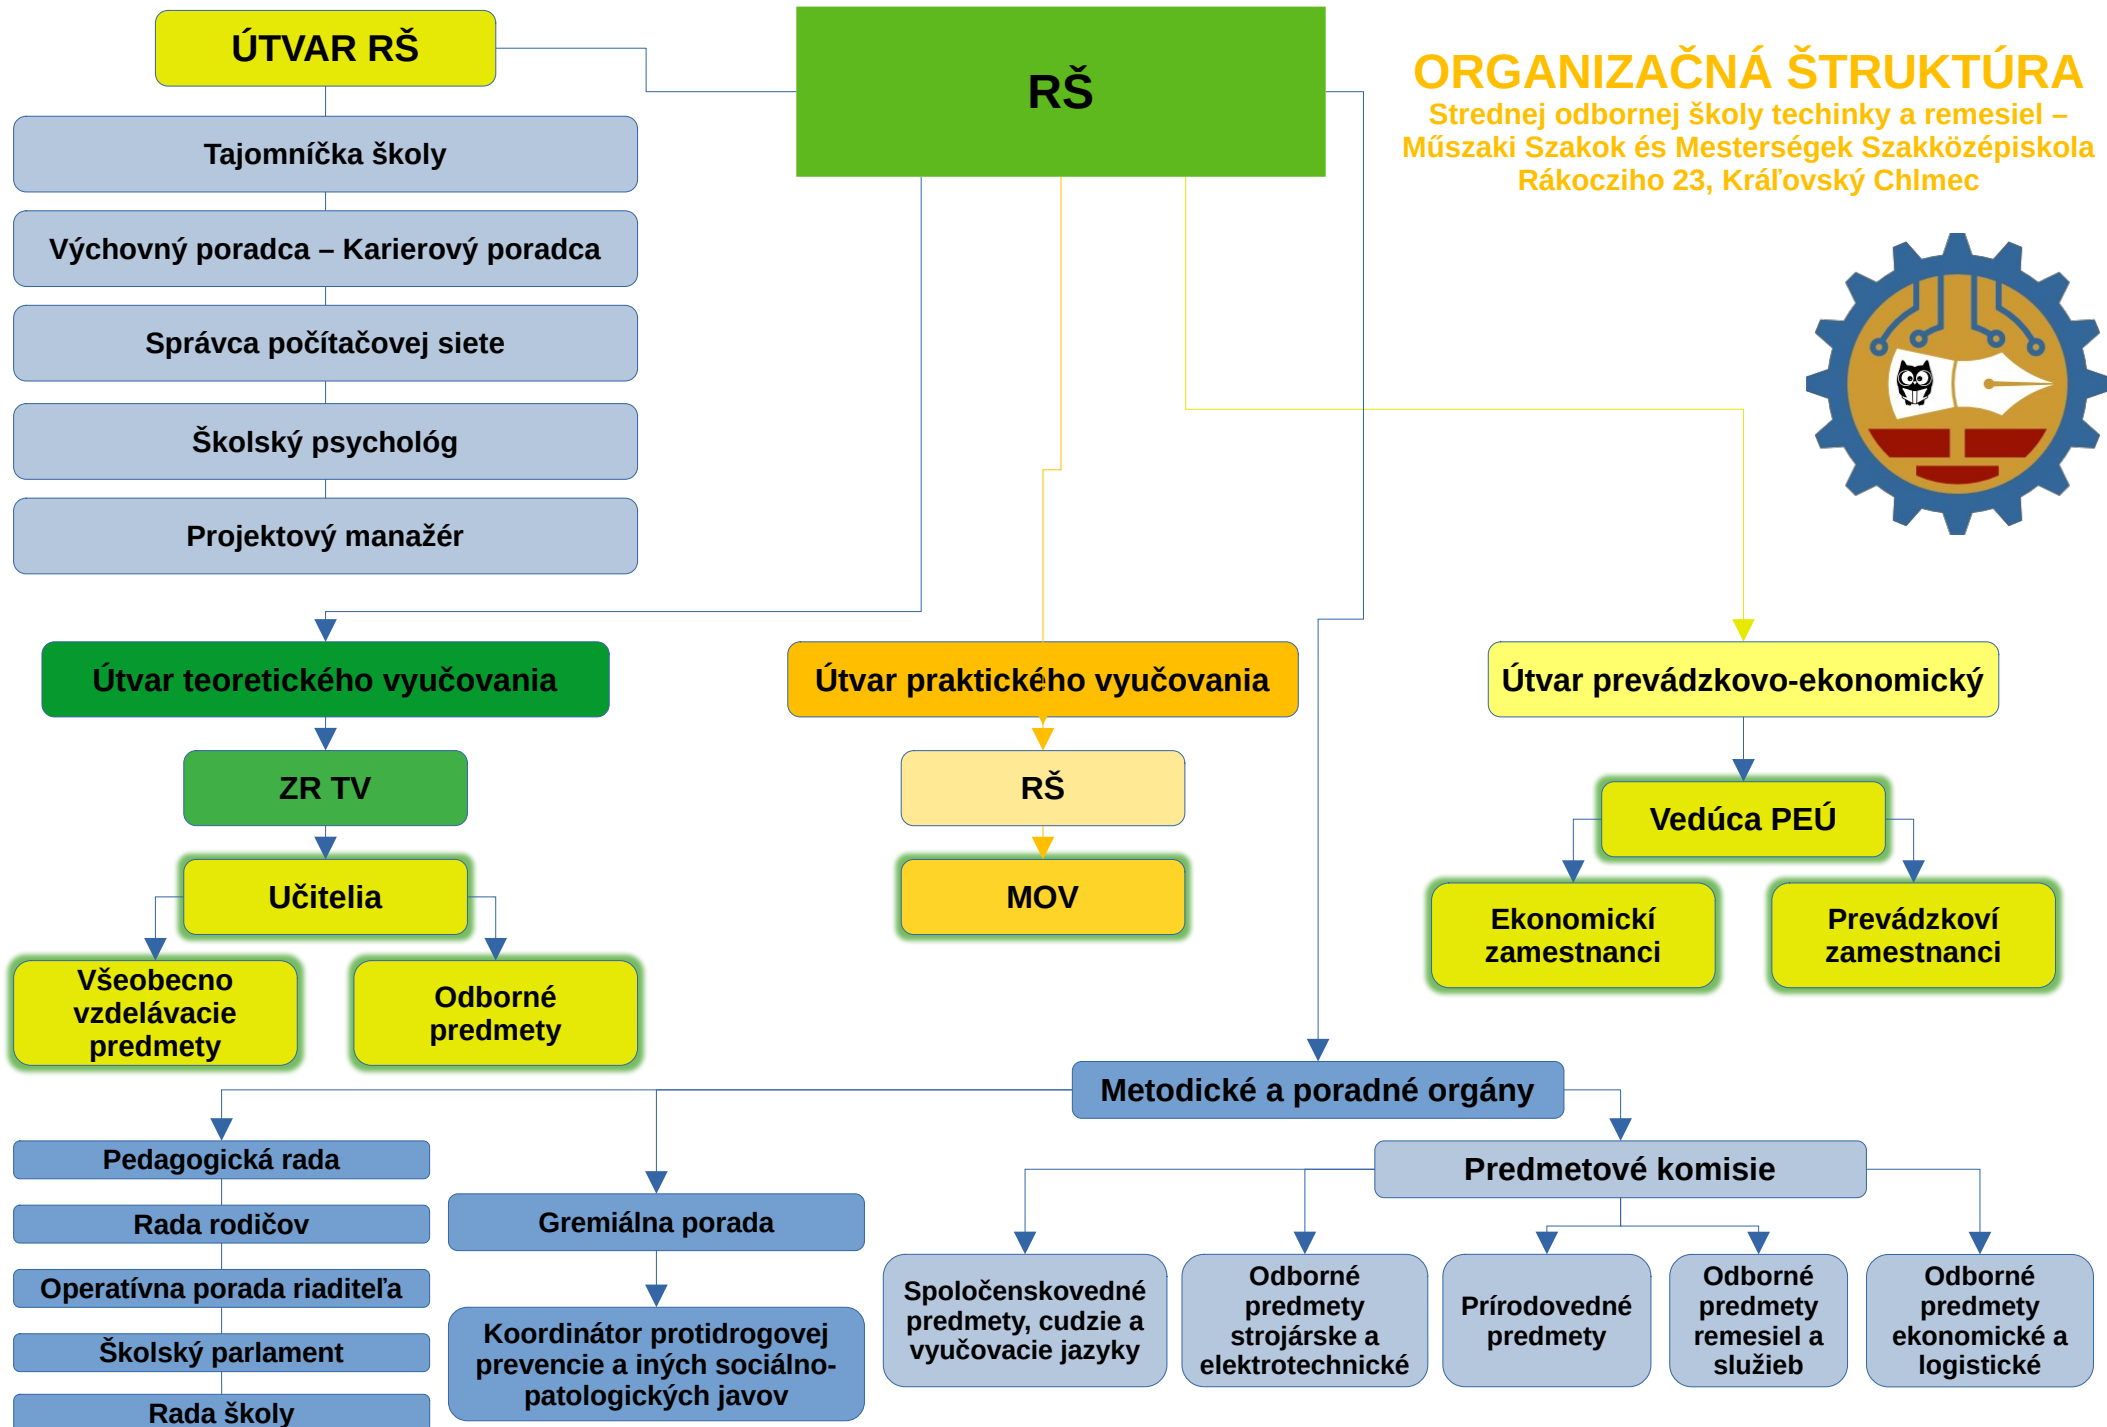 ÚTVAR RŠ
RŠ
ORGANIZAČNÁ ŠTRUKTÚRA
Strednej odbornej školy techinky a remesiel –
Műszaki Szakok és Mesterségek Szakközépiskola
Rákocziho 23, Kráľovský Chlmec
Tajomníčka školy
Výchovný poradca – Karierový poradca
Správca počítačovej siete
Školský psychológ
Projektový manažér
Útvar teoretického vyučovania
Útvar praktického vyučovania
Útvar prevádzkovo-ekonomický
ZR TV
RŠ
Vedúca PEÚ
Učitelia
MOV
Ekonomickí
zamestnanci
Prevádzkoví
zamestnanci
Všeobecno
vzdelávacie
predmety
Odborné
predmety
Metodické a poradné orgány
Pedagogická rada
Rada rodičov
Operatívna porada riaditeľa
Školský parlament
Rada školy
Gremiálna porada
Koordinátor protidrogovej
prevencie a iných sociálno-
patologických javov
Predmetové komisie
Spoločenskovedné
predmety, cudzie a
vyučovacie jazyky
Odborné
predmety
strojárske a
elektrotechnické
Prírodovedné
predmety
Odborné
predmety
remesiel a
služieb
Odborné
predmety
ekonomické a
logistické